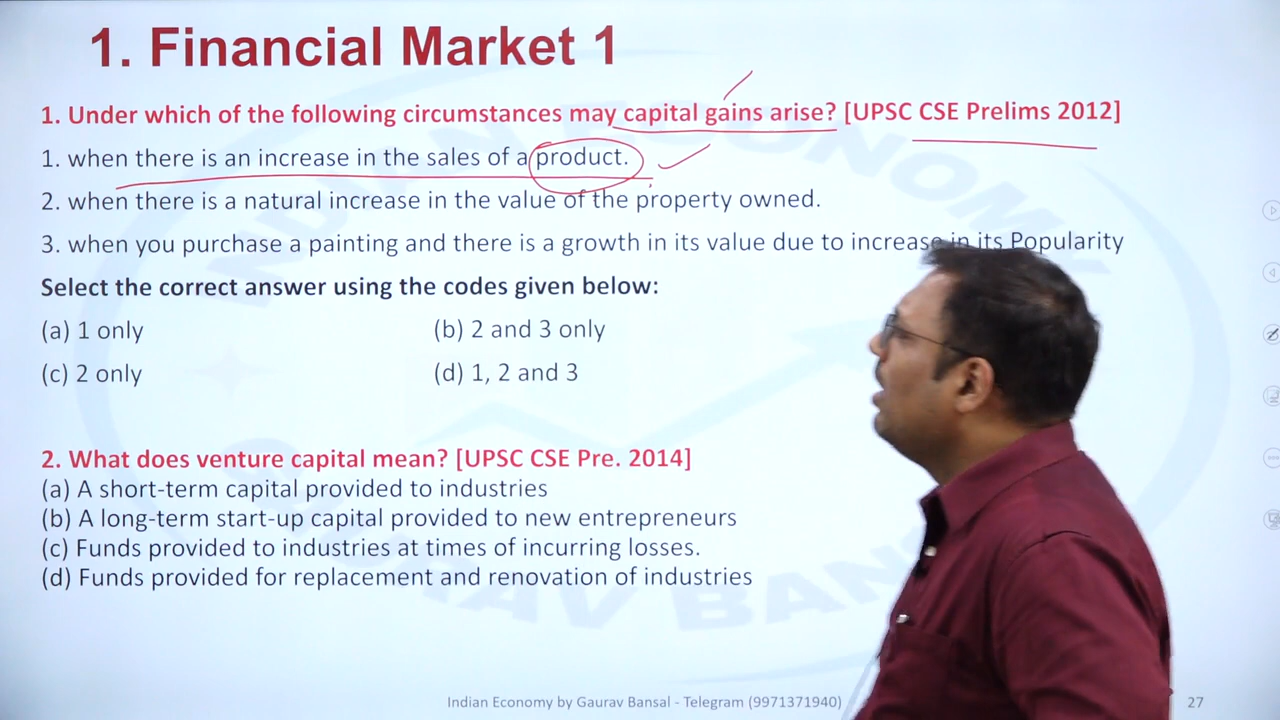 1. Financial Market 1
1. Under which of the following circumstances may capital gains arise? [UPSC CSE Prelims 2012]
1. when there is an increase in the sales of a product.
2. when there is a natural increase in the value of the property owned.
3. when you purchase a painting and there is a growth in its value due to increase in its Popularity
Select the correct answer using the codes given below:
(a) 1 only
(b) 2 and 3 only
(c) 2 only
(d) 1, 2 and 3
2. What does venture capital mean? [UPSC CSE Pre. 2014]
(a) A short-term capital provided to industries
(b) A long-term start-up capital provided to new entrepreneurs
(c) Funds provided to industries at times of incurring losses.
(d) Funds provided for replacement and renovation of industries
Indian Economy by Gaurav Bansal - Telegram (9971371940)
27